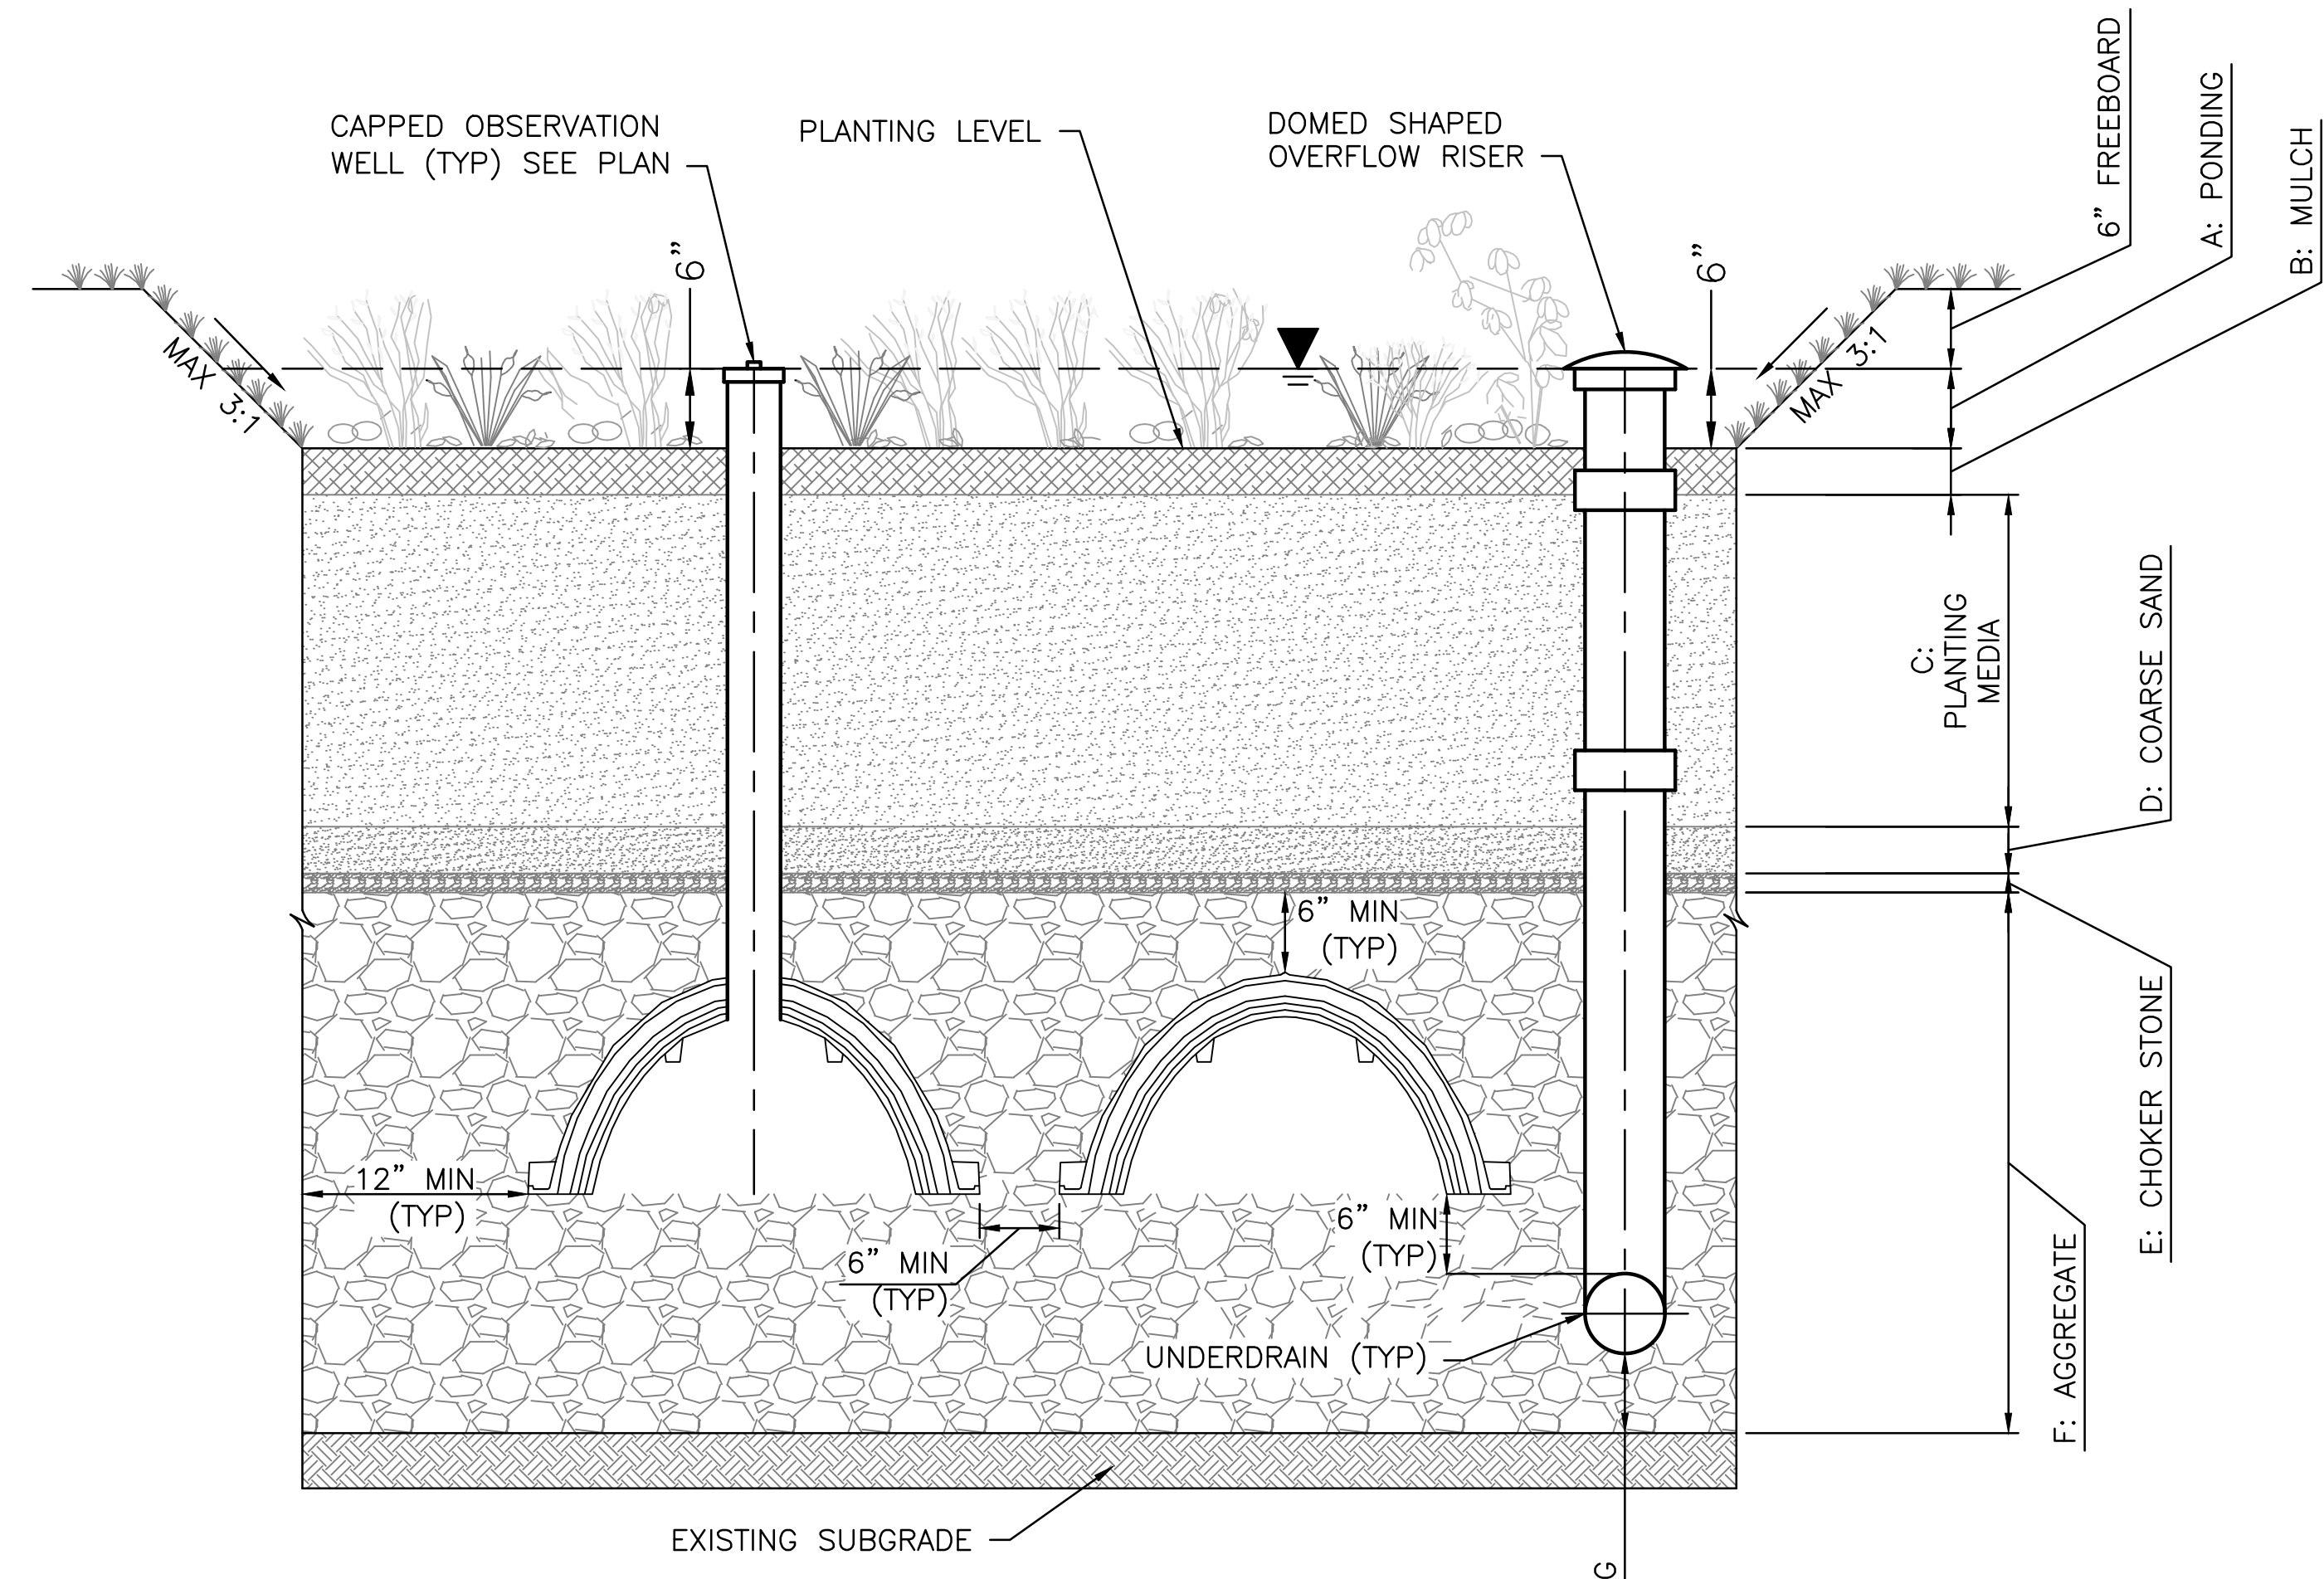 CAPPED OBSERVATION
WELL (TYP) SEE PLAN
PLANTING LEVEL
DOMED SHAPED
OVERFLOW RISER
6" FREEBOARD
A: PONDING
B: MULCH
6”
6”
MAX 3:1
MAX 3:1
C:
PLANTING
MEDIA
D: COARSE SAND
6” MIN
(TYP)
E: CHOKER STONE
12” MIN
(TYP)
6” MIN
(TYP)
6” MIN
(TYP)
F: AGGREGATE
UNDERDRAIN (TYP)
EXISTING SUBGRADE
G